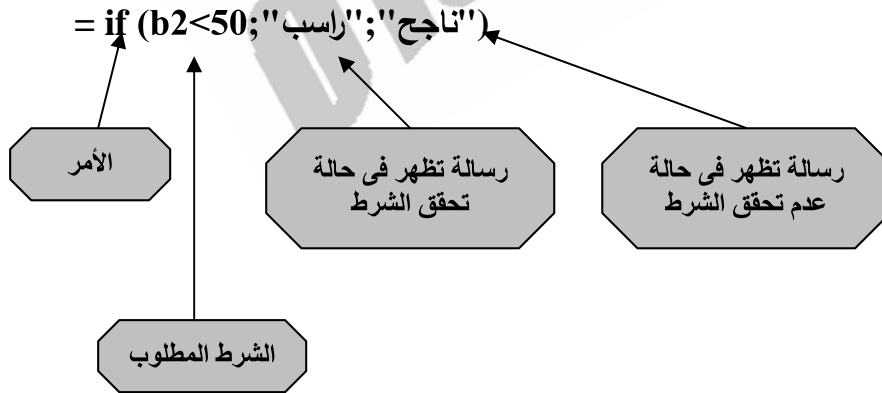 = if (b2<50;"راسب";"ناجح")
الأمر
رسالة تظهر فى حالة
تحقق الشرط
رسالة تظهر فى حالة
عدم تحقق الشرط
الشرط المطلوب